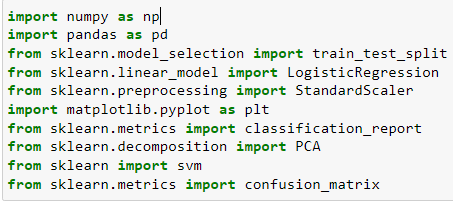 import numpy as np
import pandas as pd
from sklearn.model_selection import train_test_split
from sklearn.linear_model import LogisticRegression
from sklearn.preprocessing import StandardScaler
import matplotlib.pyplot as plt
from sklearn.metrics import classification_report
from sklearn.decomposition import PCA
from sklearn import svm
from sklearn.metrics import confusion_matrix